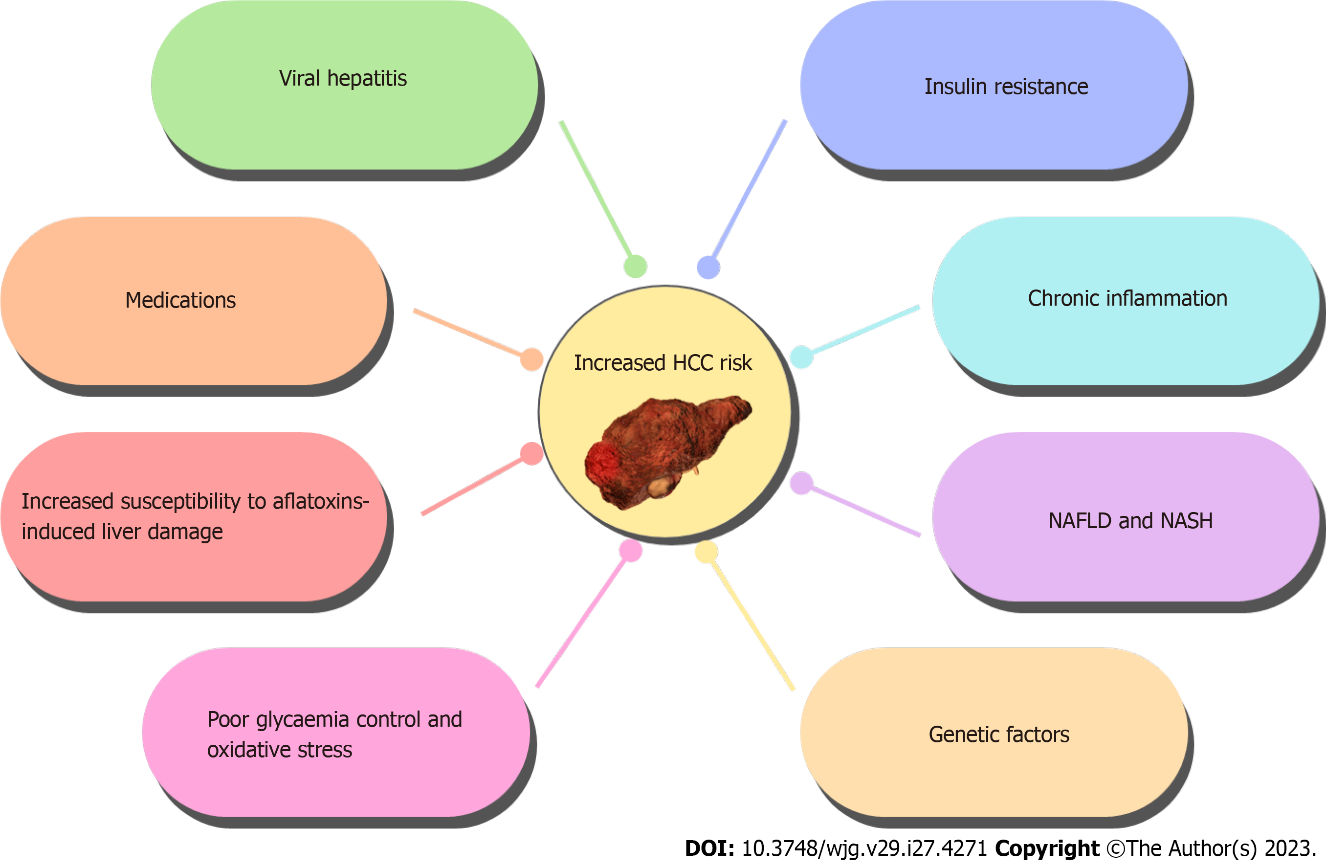 Viral hepatitis
Insulin resistance
Medications
Chronic inflammation
Increased HCC risk
Increased susceptibility to aflatoxins-
induced liver damage
NAFLD and NASH
Poor glycaemia control and
oxidative stress
Genetic factors
DOI: 10.3748/wjg.v29.i27.4271 Copyright ©The Author(s) 2023.